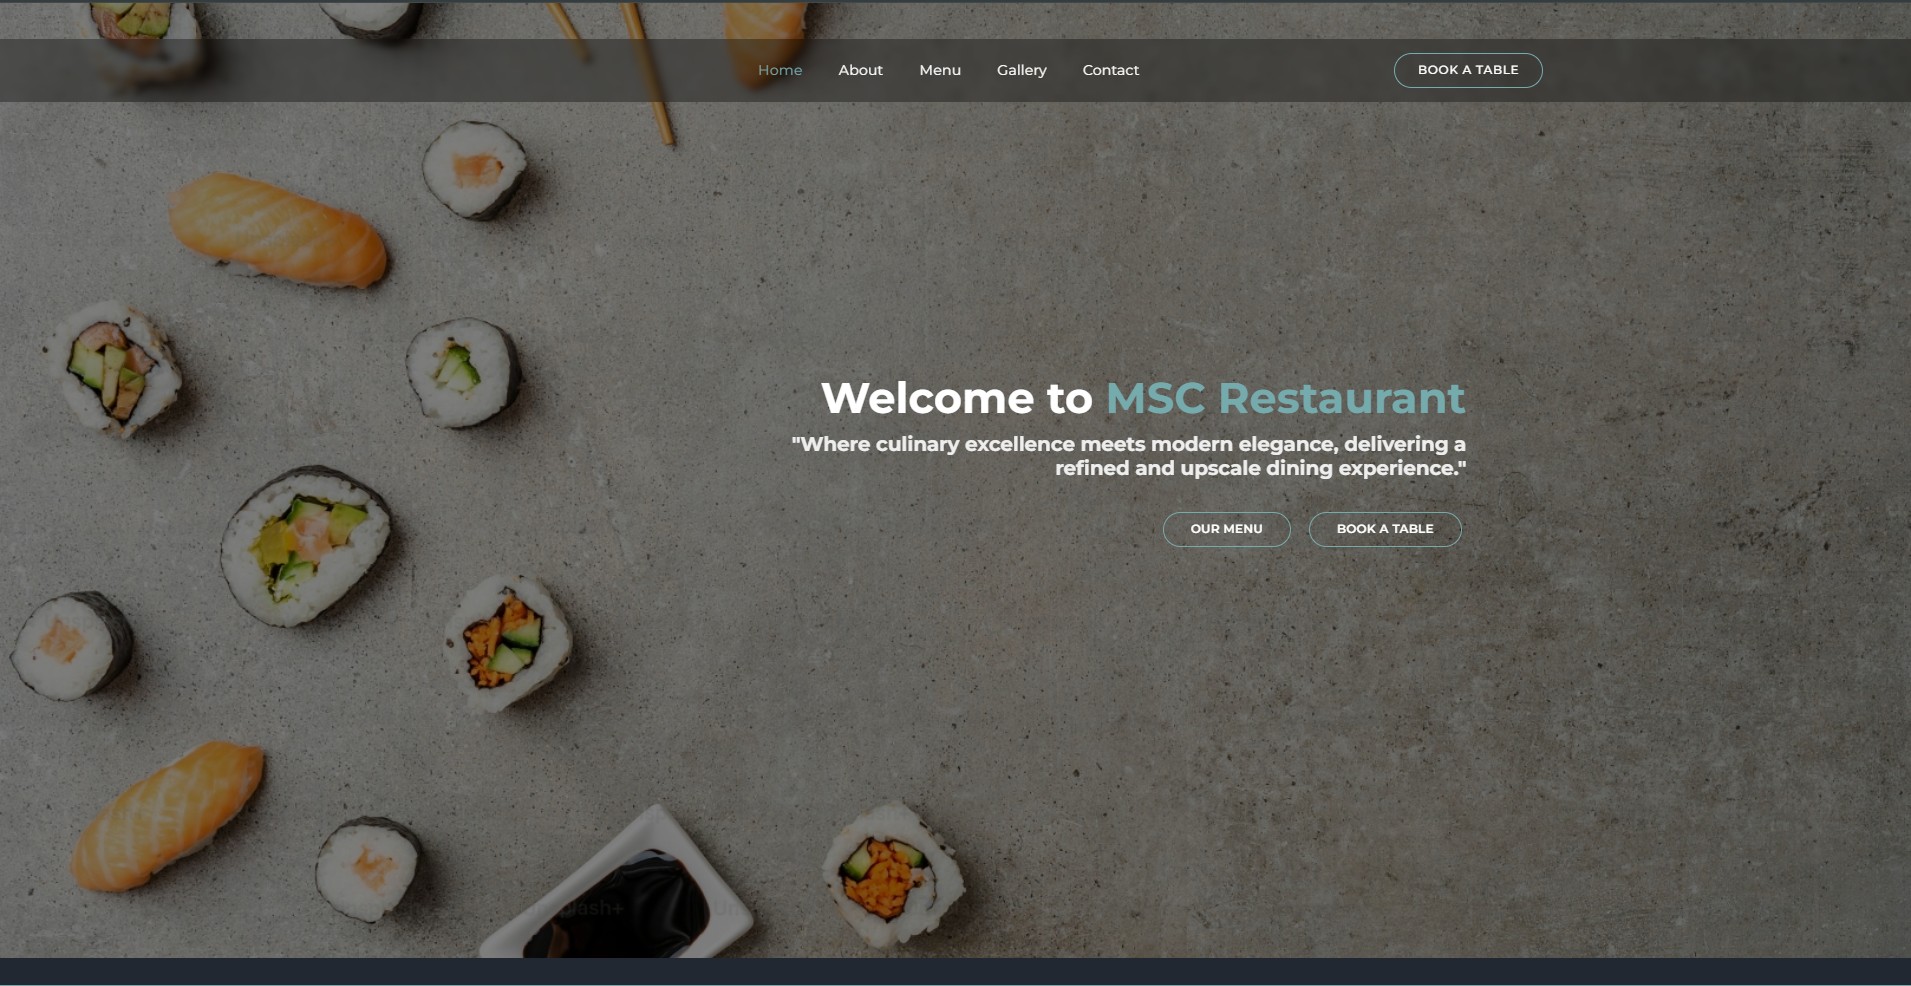 Home About Menu Gallery Contact BOOK A TABLE
Welcome to MSC Restaurant
"Where culinary excellence meets modern elegance, delivering a
refined and upscale dining experience."
OUR MENU BOOK A TABLE